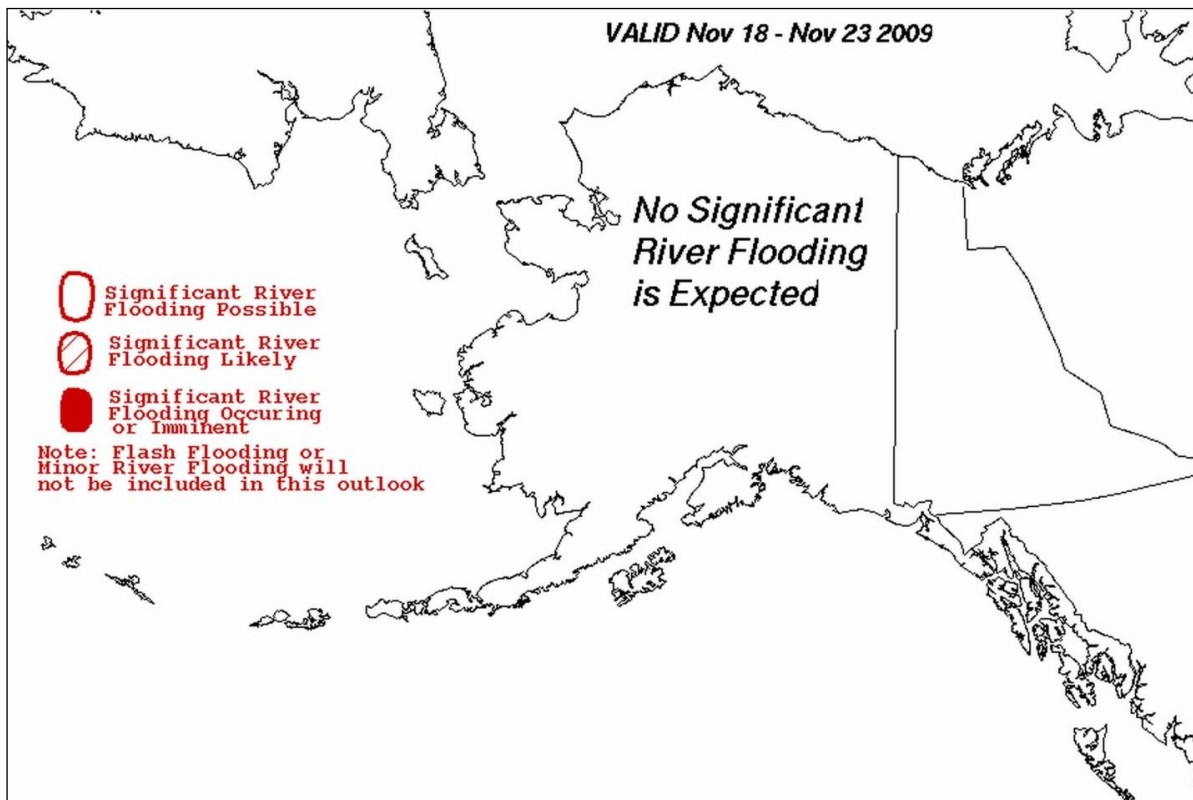 VALID Nov 18 - Nov 23 2009
No Significant
River Flooding
is Expected
Significant River
Flooding Possible
Significant River
Flooding Likely
Significant River
Flooding Occuring
or Imminent
Note: Flash Flooding or
Minor River Flooding will
not be included in this outlook